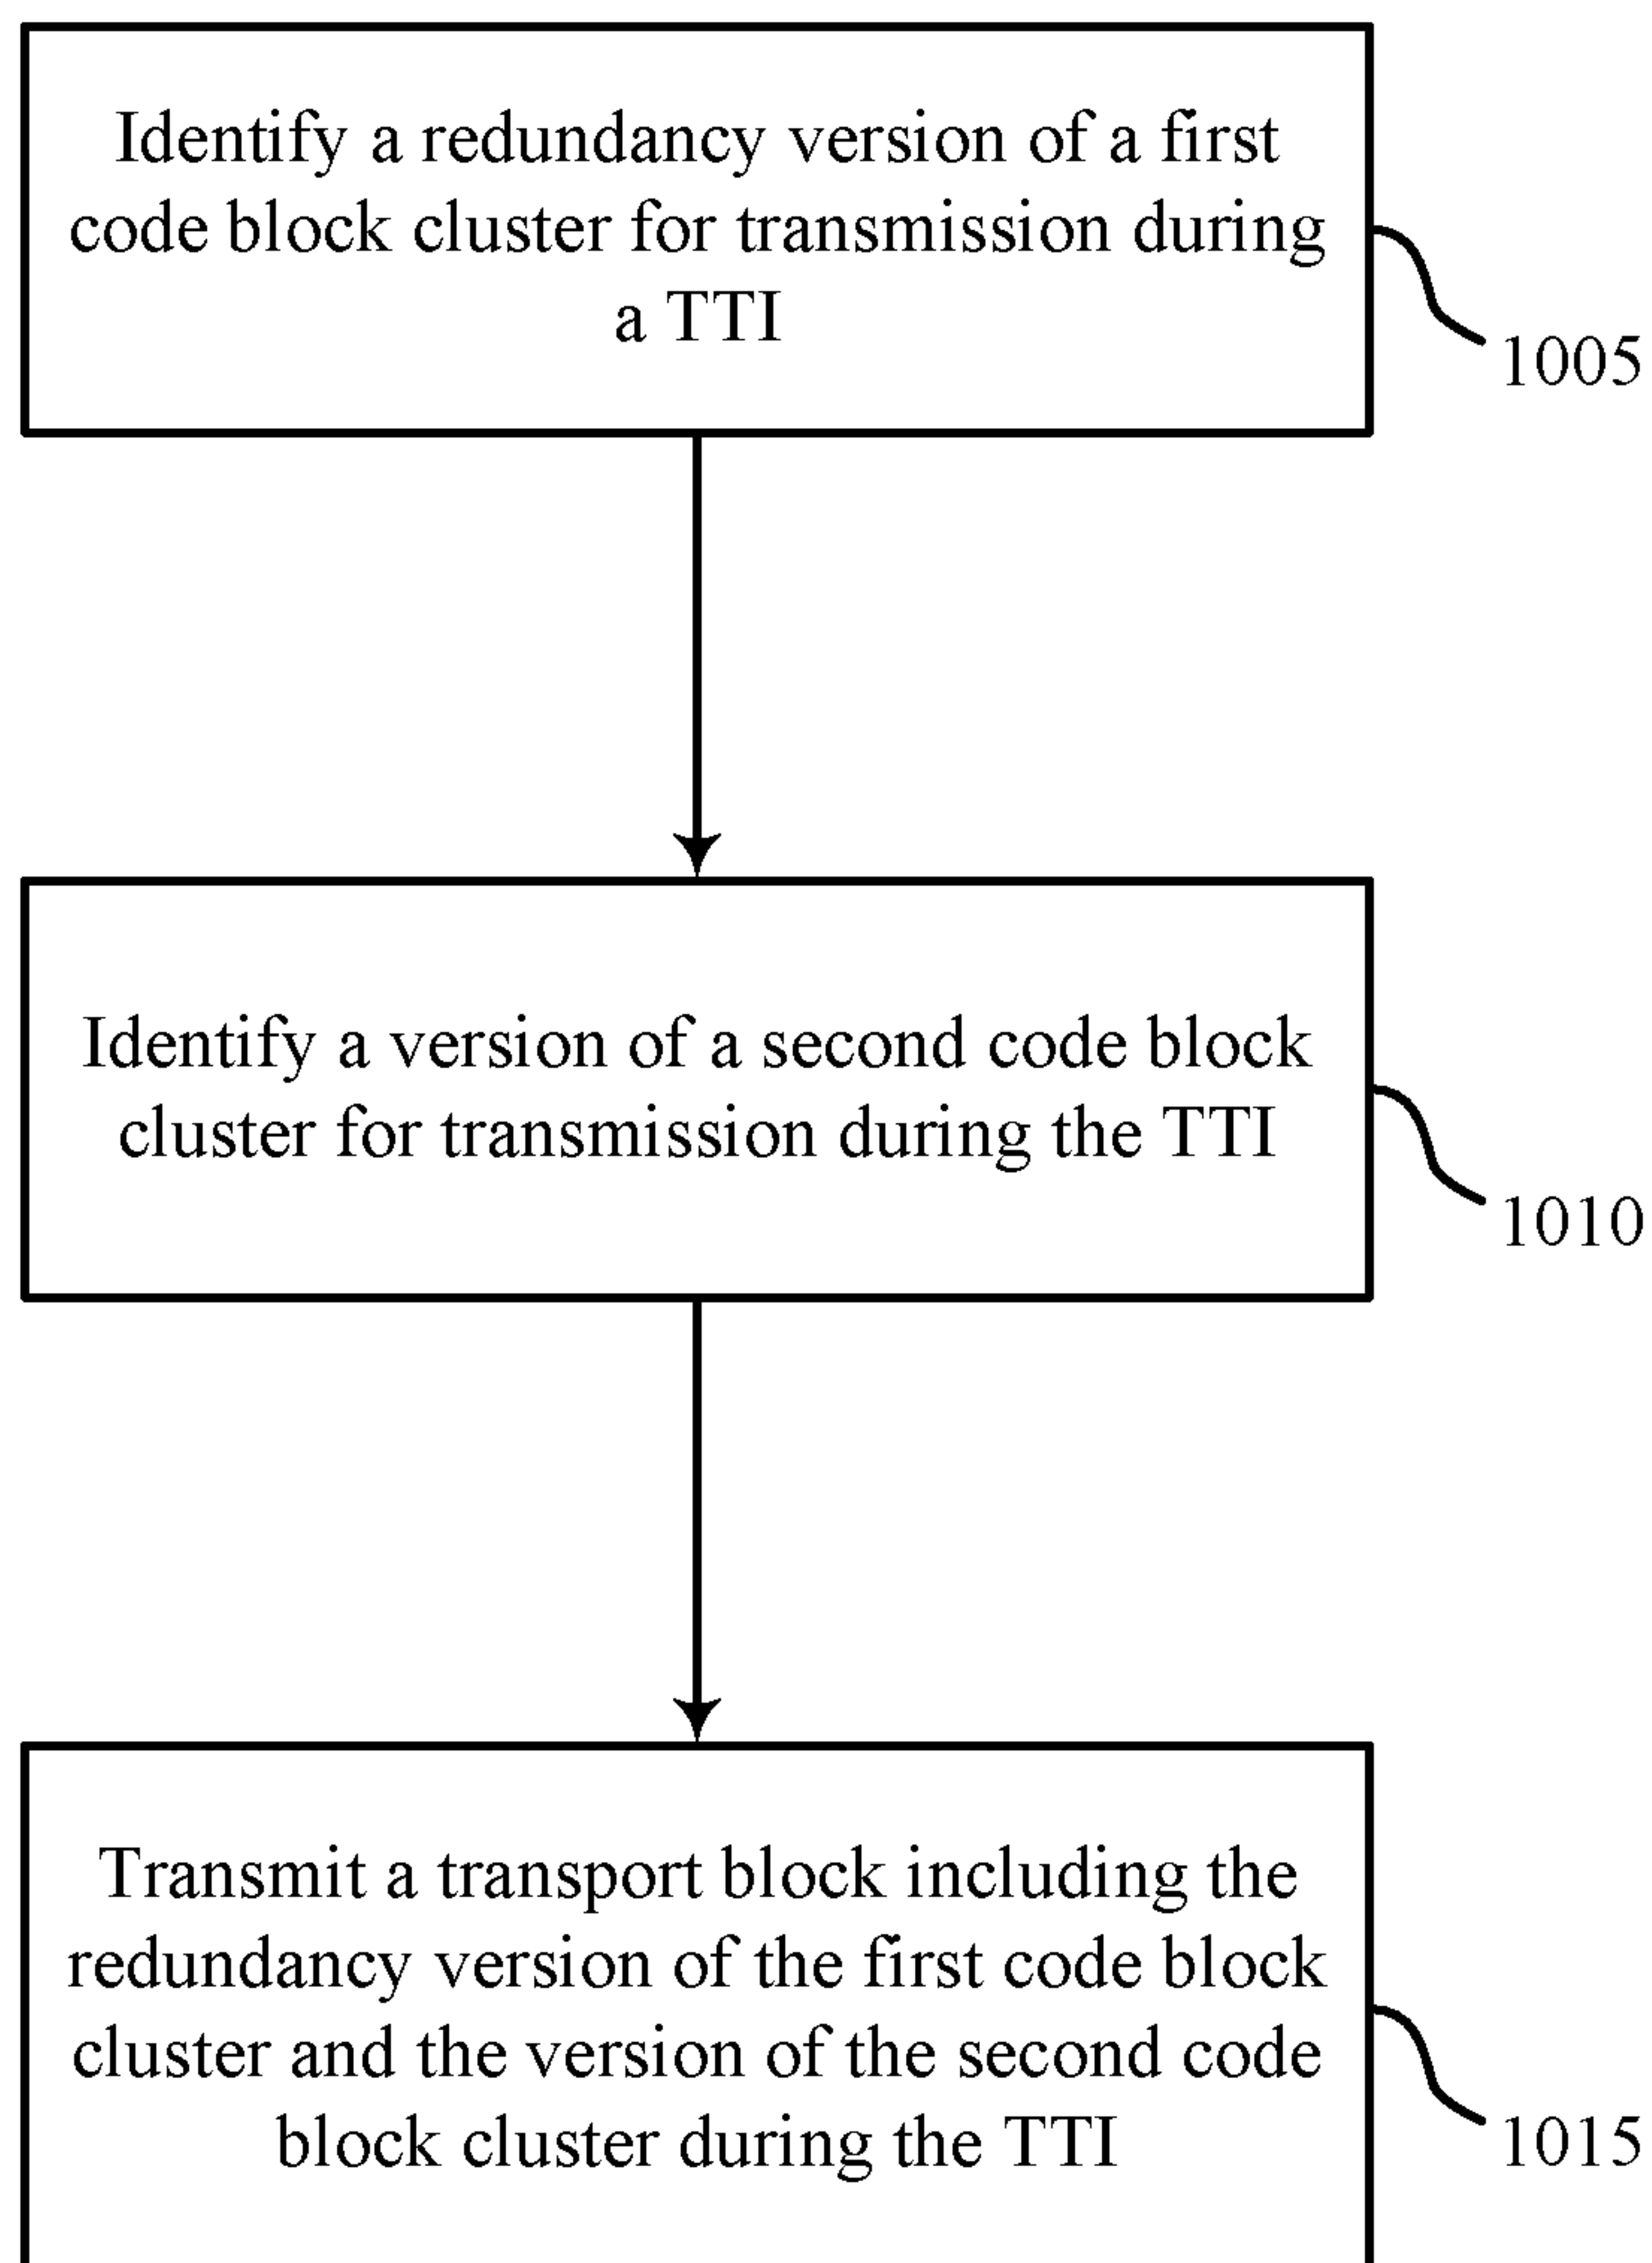 Identify a redundancy version of a first
code block cluster for transmission during
a TTI
1005
Identify a version of a second code block
cluster for transmission during the TTI
1010
Transmit a transport block including the
redundancy version of the first code block
cluster and the version of the second code
block cluster during the TTI
1015